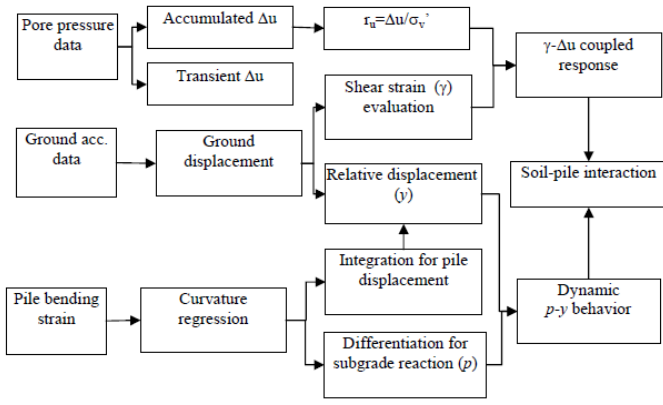 Pore pressure
data
Accumulated Δu
Transient Δu
rᵤ=Δu/σᵥ’
γ-Δu coupled
response
Shear strain (γ)
evaluation
Ground acc.
data
Ground
displacement
Relative displacement
(y)
Soil-pile interaction
Integration for pile
displacement
Pile bending
strain
Curvature
regression
Differentiation for
subgrade reaction (p)
Dynamic
p-y behavior